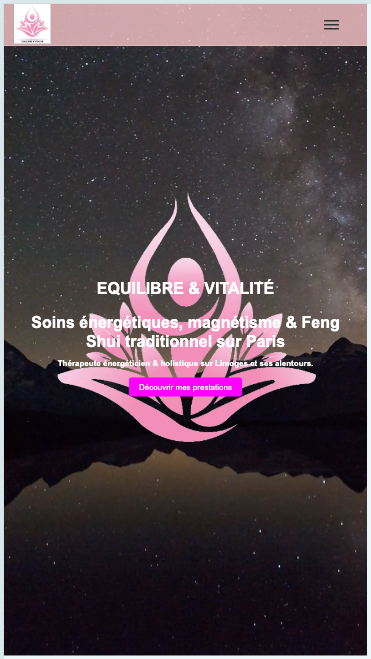 EQUILIBRE & VITALITÉ
Soins énergétiques, magnétisme & Feng
Shui traditionnel sur Paris
Thérapeute énergéticien & holistique sur Limoges et ses alentours.
Découvrir mes prestations